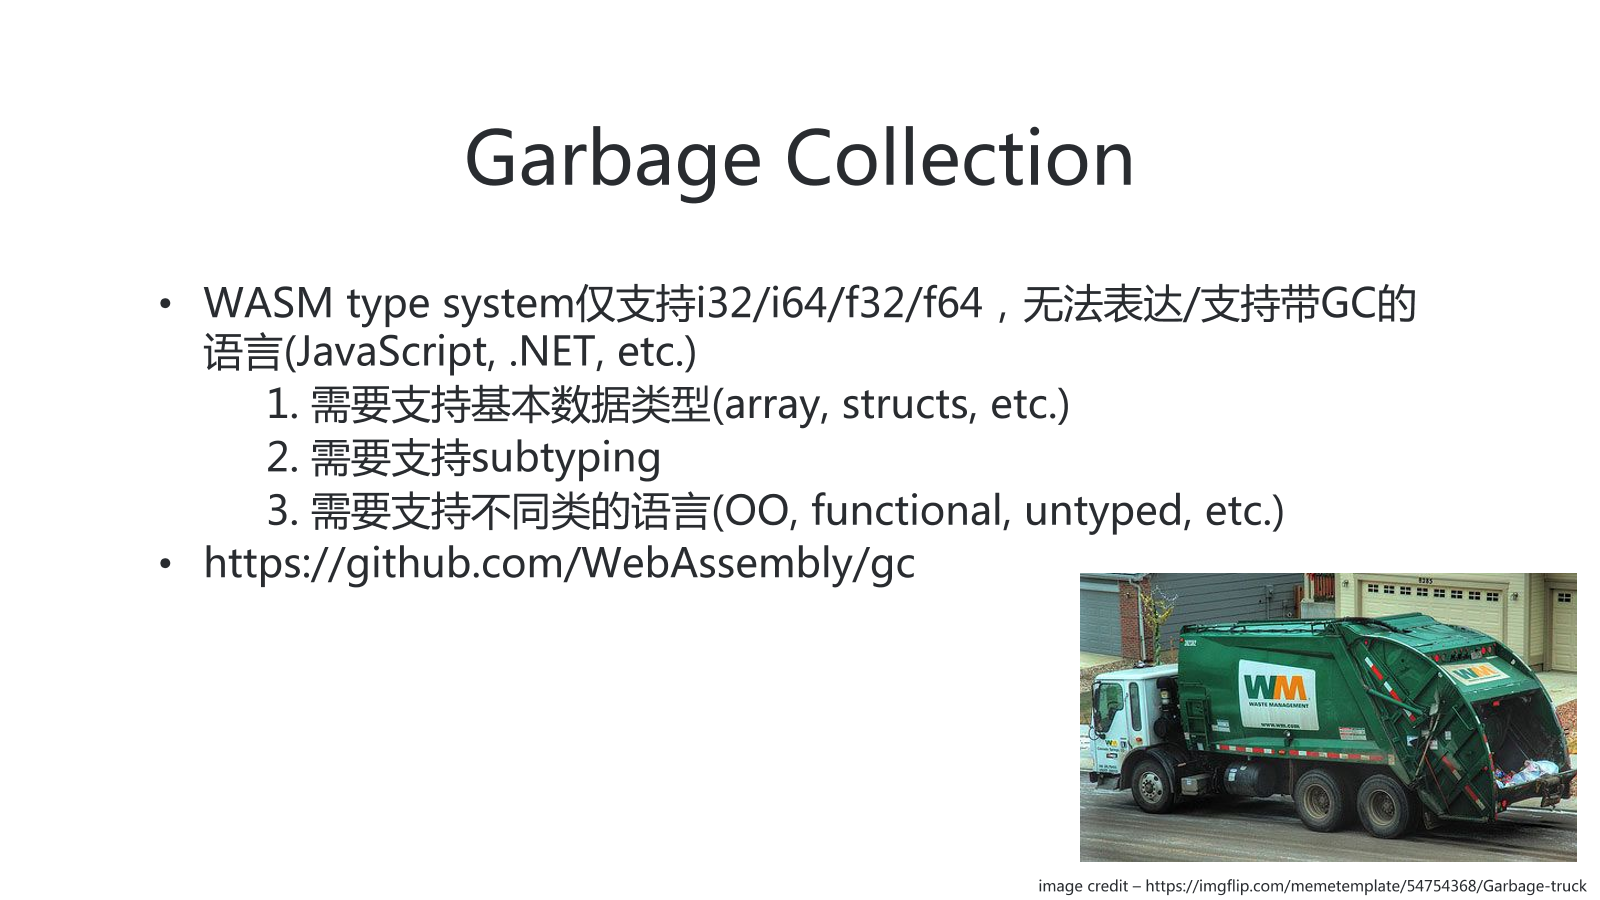 Garbage Collection
• WASM type system仅支持i32/i64/f32/f64，无法表达/支持带GC的
语言(JavaScript, .NET, etc.)
1. 需要支持基本数据类型(array, structs, etc.)
2. 需要支持subtyping
3. 需要支持不同类的语言(OO, functional, untyped, etc.)
• https://github.com/WebAssembly/gc
8285
WM
WASTE MANAGEMENT
www.wm.com
WM
image credit – https://imgflip.com/memetemplate/54754368/Garbage-truck